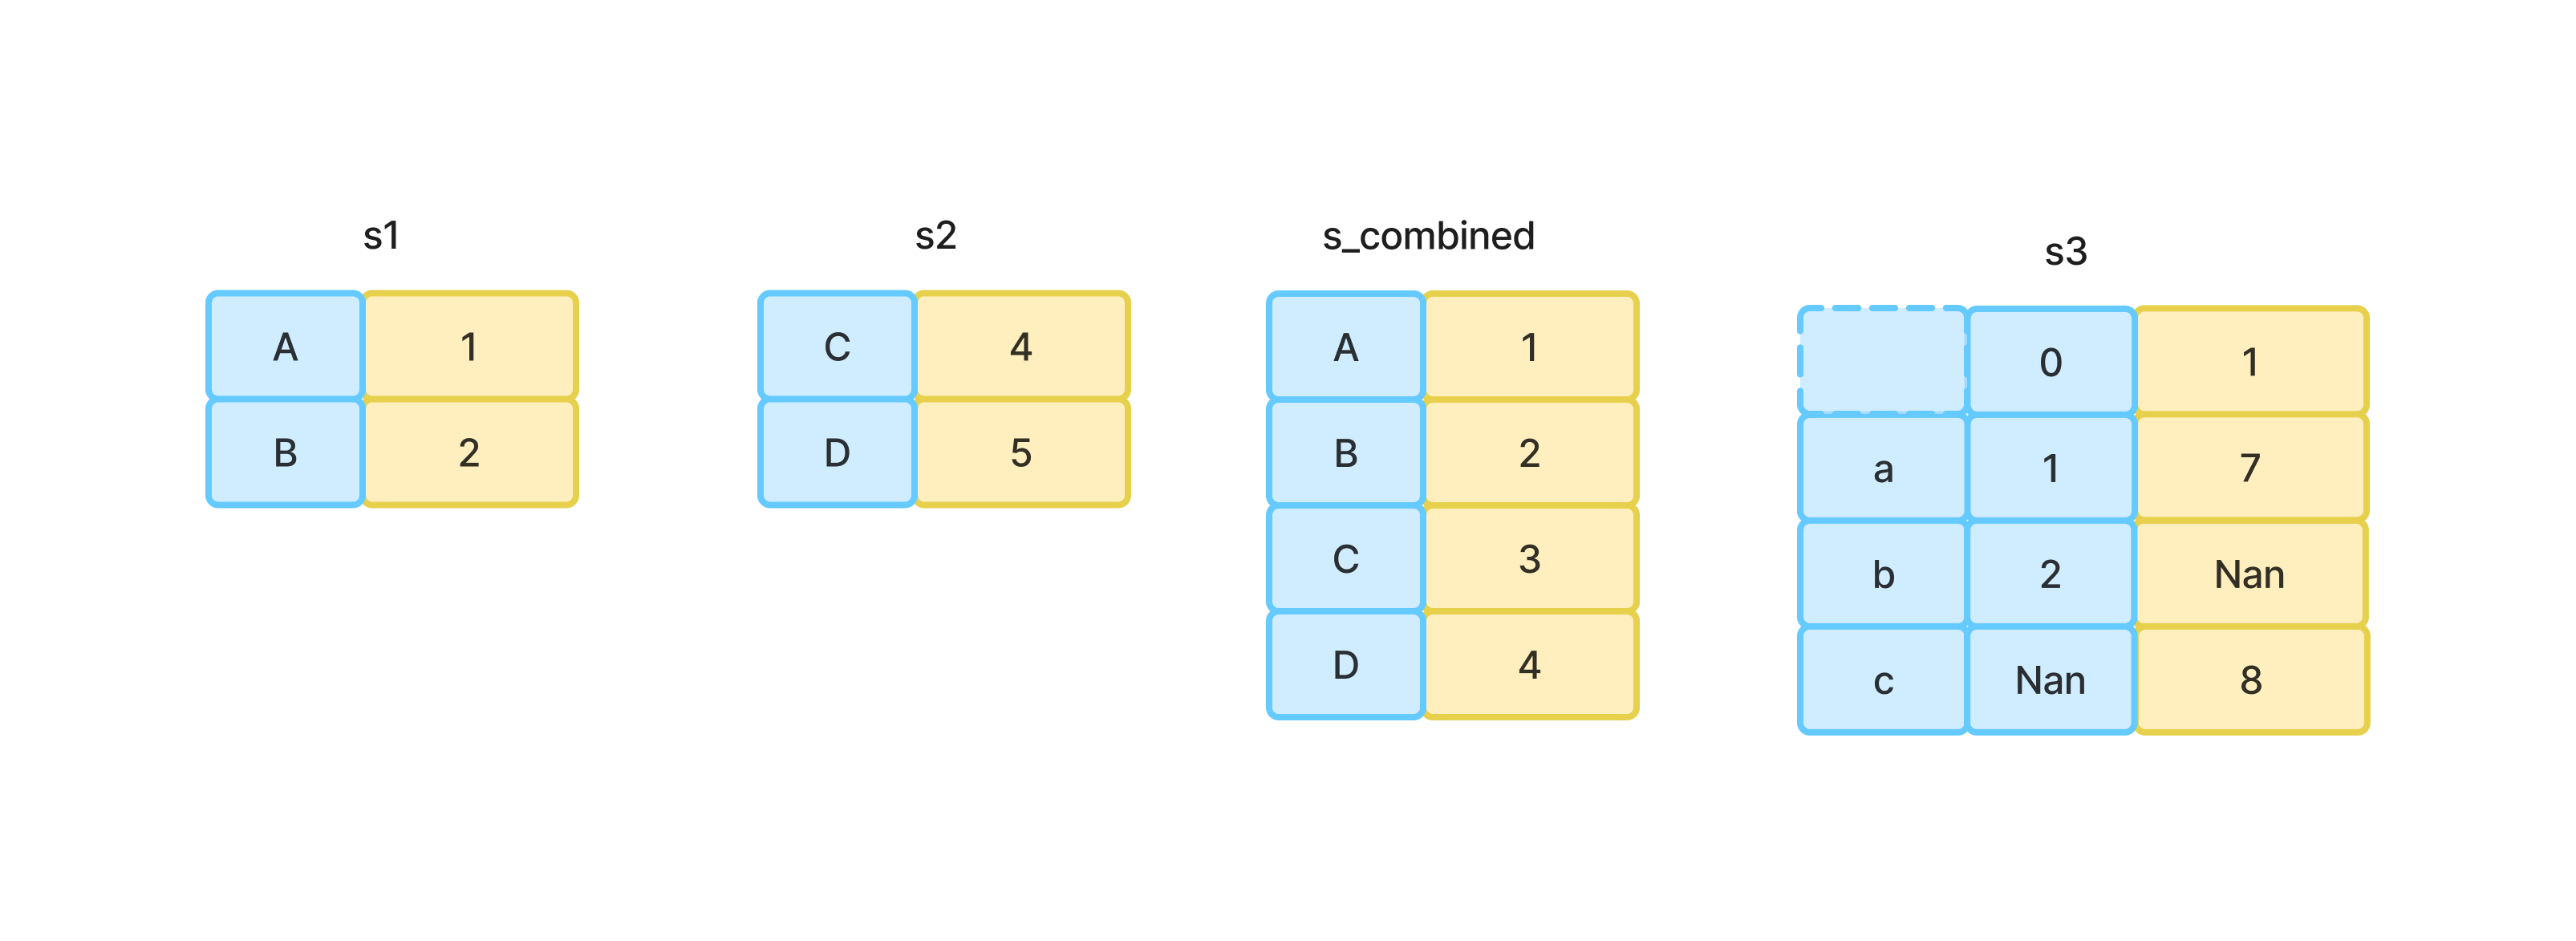 s1
A 1
B 2
s2
C 4
D 5
s_combined
A 1
B 2
C 3
D 4
s3
0 1
a 1 7
b 2 Nan
c Nan 8